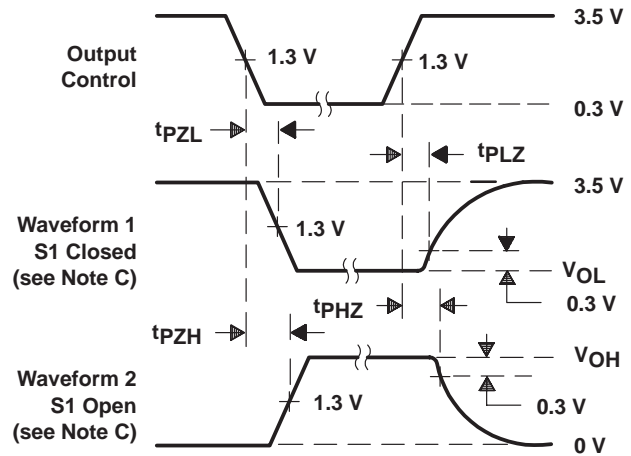 3.5 V
Output
Control
1.3 V
1.3 V
0.3 V
tPZL
tPLZ
3.5 V
Waveform 1
S1 Closed
(see Note C)
1.3 V
VOL
0.3 V
tPHZ
tPZH
VOH
Waveform 2
S1 Open
(see Note C)
1.3 V
0.3 V
0 V